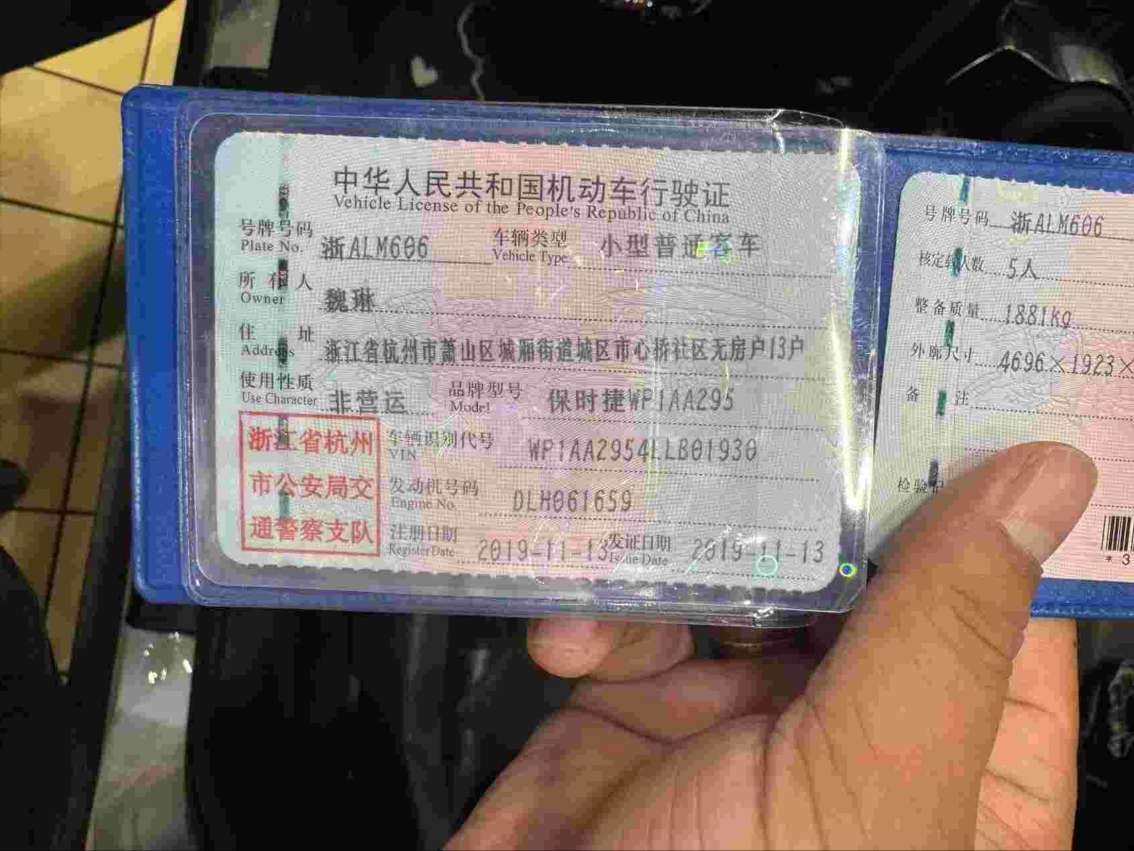 中华人民共和国机动车行驶证
Vehicle License of the People's Republic of China
号牌号码 浙ALM606 车辆类型 小型普通客车
Plate No. Vehicle Type
所有人 魏琳
Owner
住址 浙江省杭州市萧山区城厢街道城区市心桥社区无房户13户
Address
使用性质 非营运 品牌型号 保时捷WP1AA295
Use Character Model
浙江省杭州
市公安局交
通警察支队
车辆识别代号 WP1AA2954LLB01930
VIN
发动机号码 DLH061659
Engine No.
注册日期 2019-11-13 发证日期 2019-11-13
Register Date Issue Date
号牌号码 浙ALM606
核定载人数 5人
整备质量 1881kg
外廓尺寸 4696×1923×
备注
检验
*3